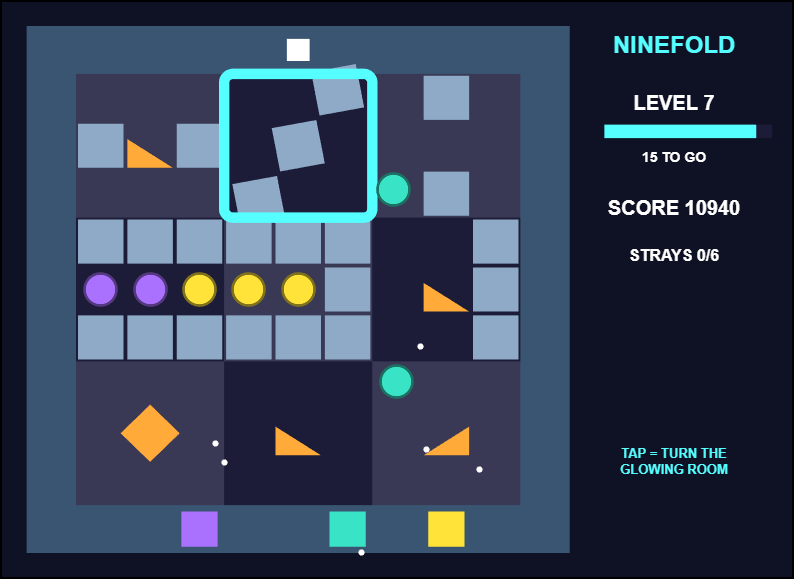 NINEFOLD
LEVEL 7
15 TO GO
SCORE 10940
STRAYS 0/6
TAP = TURN THE
GLOWING ROOM